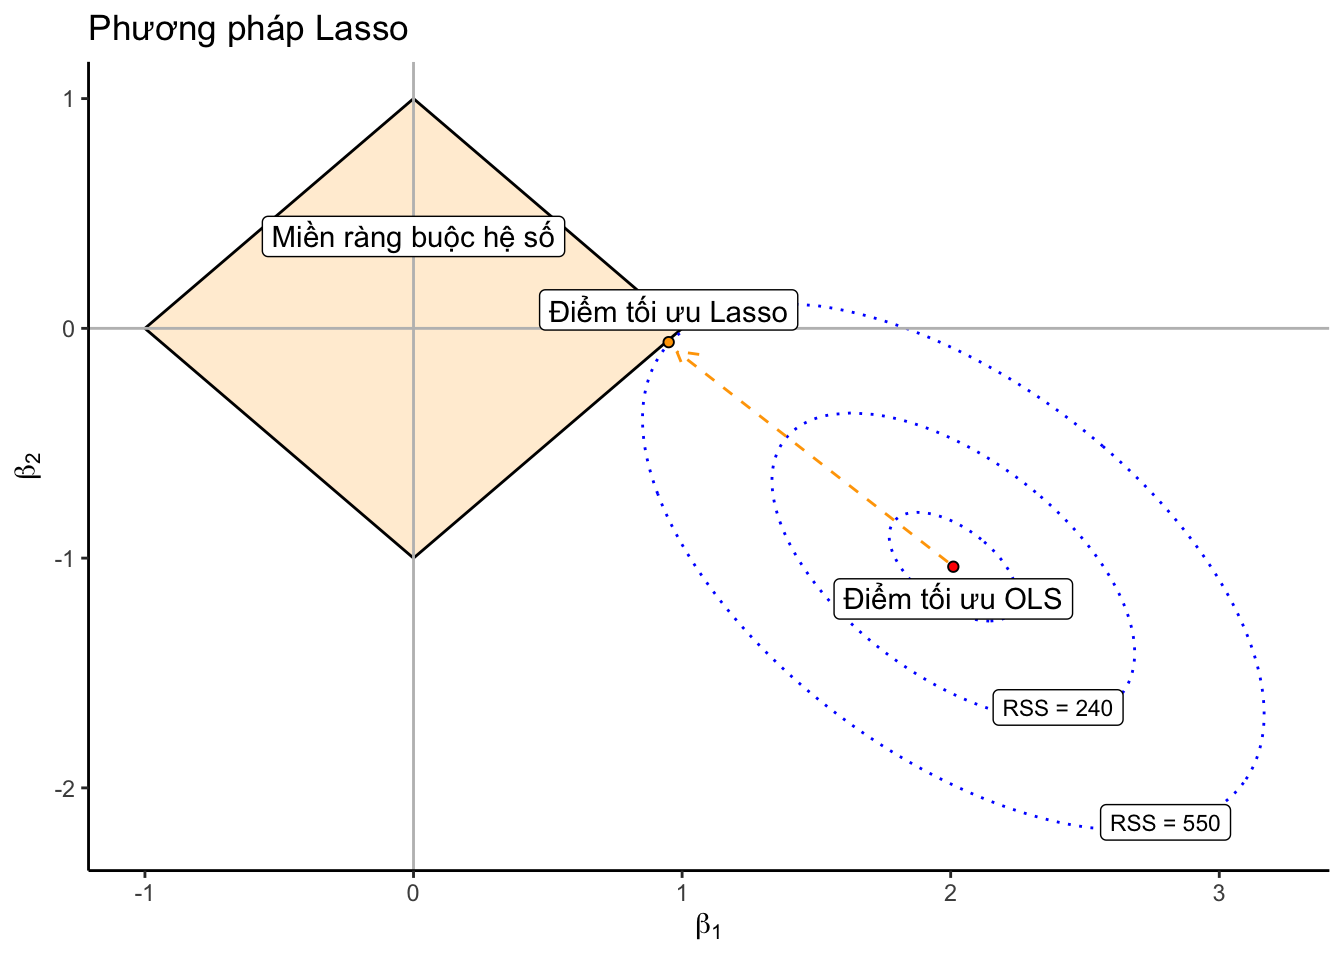 Phương pháp Lasso
1
Miền ràng buộc hệ số
Điểm tối ưu Lasso
0
β2
-1
Điểm tối ưu OLS
RSS = 240
-2
RSS = 550
-1 0 1 2 3
β1